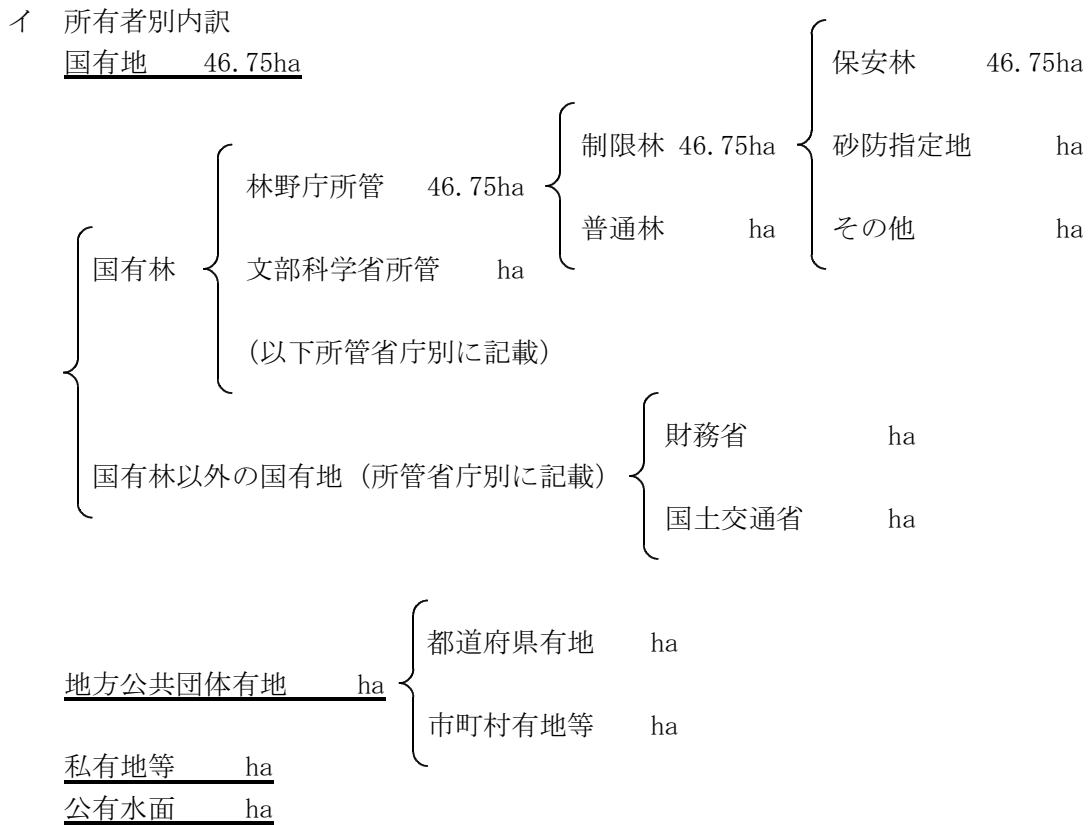 イ 所有者別内訳
国有地 46.75ha
保安林 46.75ha
制限林 46.75ha
砂防指定地 ha
林野庁所管 46.75ha
普通林 ha
その他 ha
国有林
文部科学省所管 ha
(以下所管省庁別に記載)
財務省 ha
国有林以外の国有地(所管省庁別に記載)
国土交通省 ha
都道府県有地 ha
地方公共団体有地 ha
市町村有地等 ha
私有地等 ha
公有水面 ha